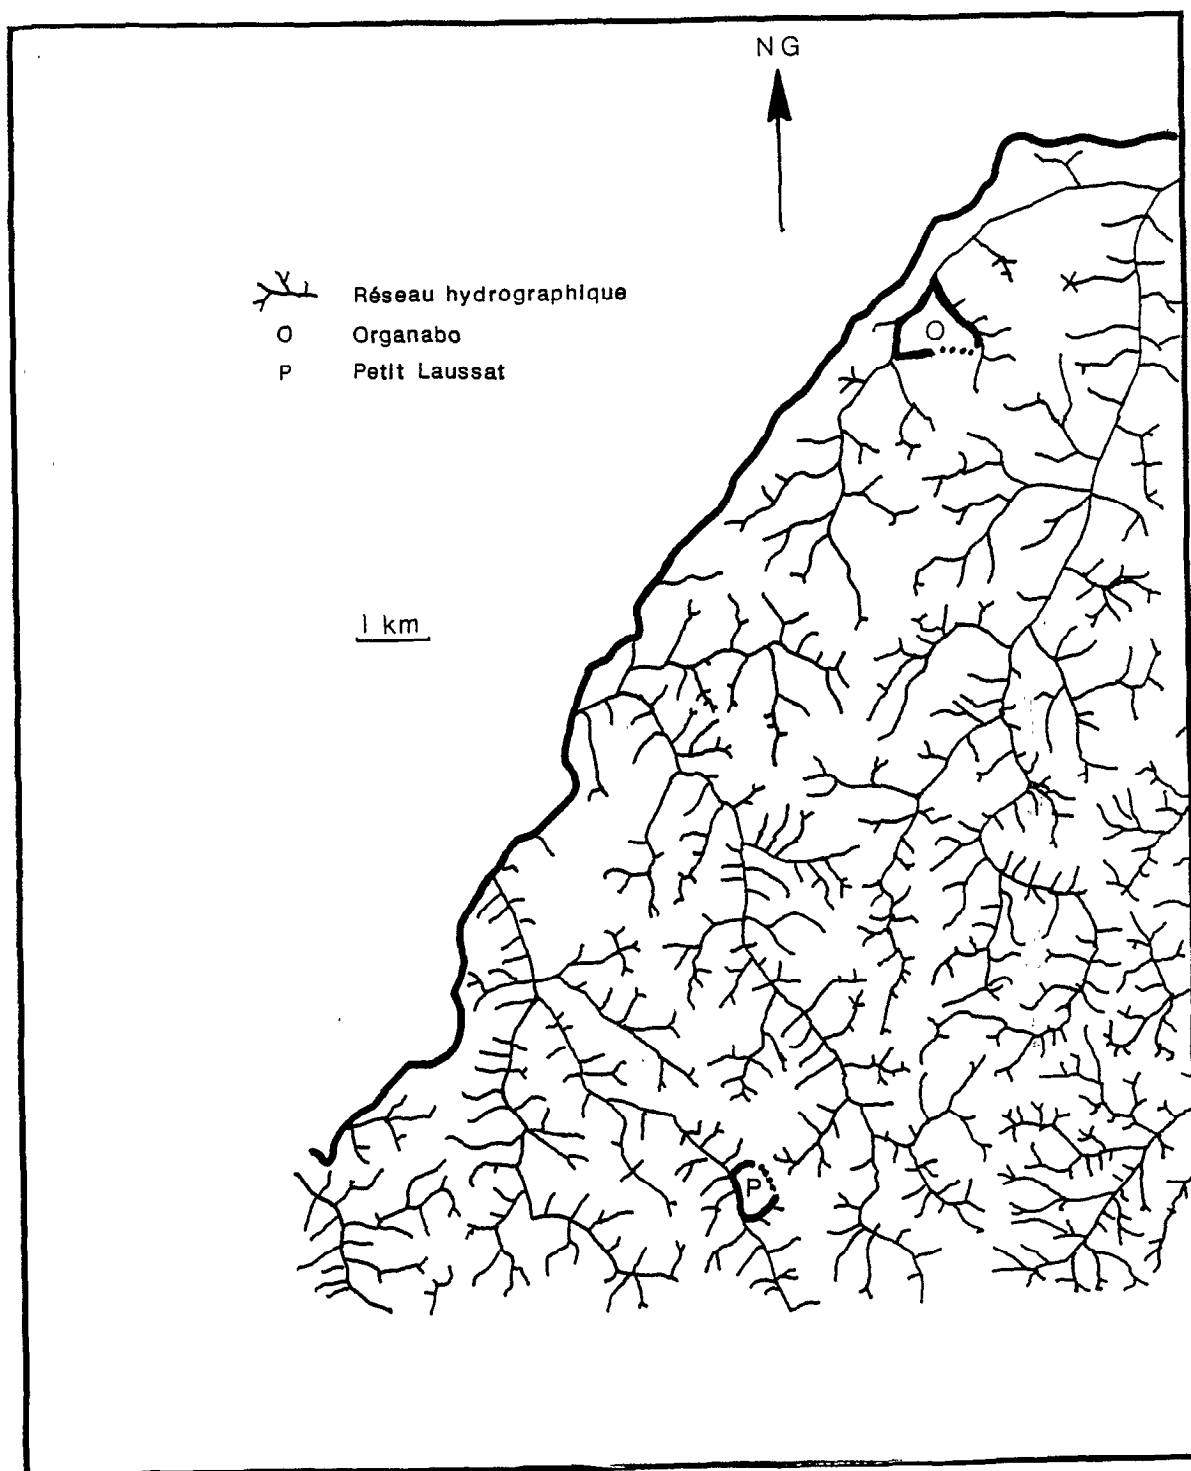 NG
Réseau hydrographique
O Organabo
P Petit Laussat
O
1 km
P